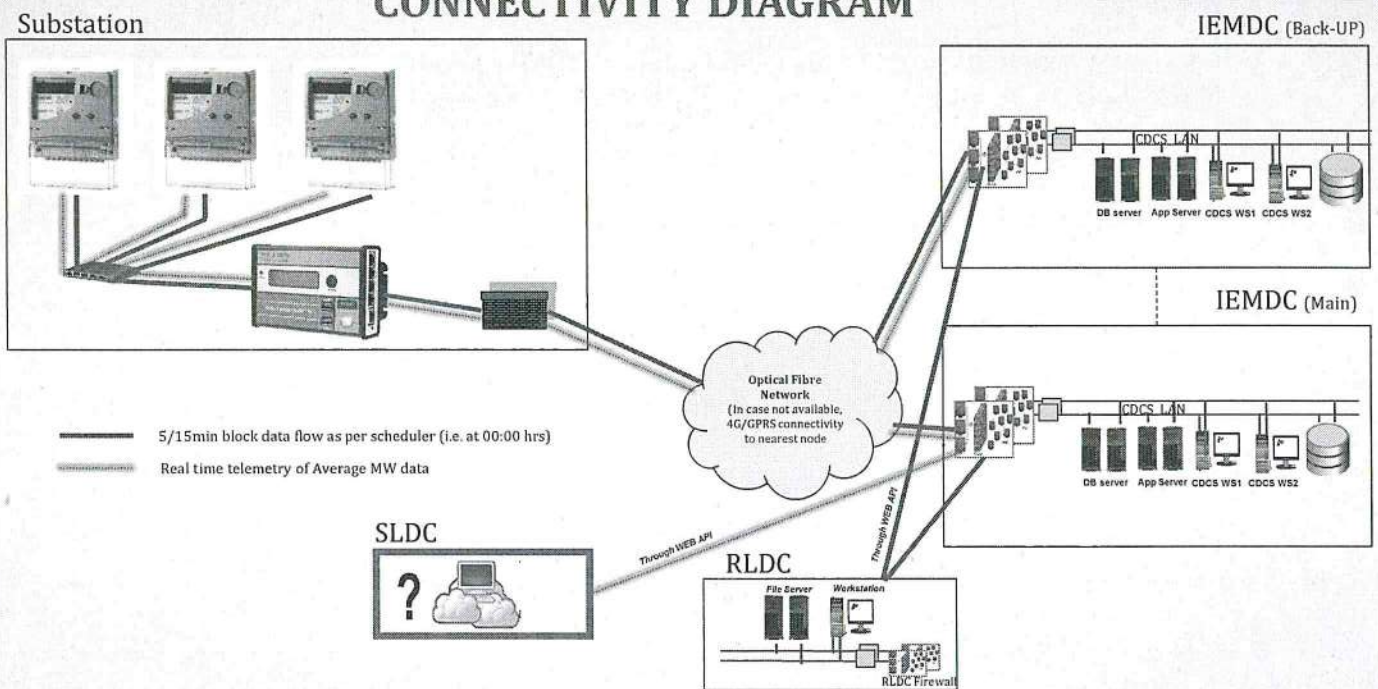 CONNECTIVITY DIAGRAM
Substation
IEMDC (Back-UP)
CDCS LAN
DB server App Server CDCS WS1 CDCS WS2
IEMDC (Main)
CDCS LAN
DB server App Server CDCS WS1 CDCS WS2
Optical Fibre
Network
(In case not available,
4G/GPRS connectivity
to nearest node
5/15min block data flow as per scheduler (i.e. at 00:00 hrs)
Real time telemetry of Average MW data
SLDC
?
Through WEB API
Through WEB API
RLDC
File Server Workstation
RLDC Firewall